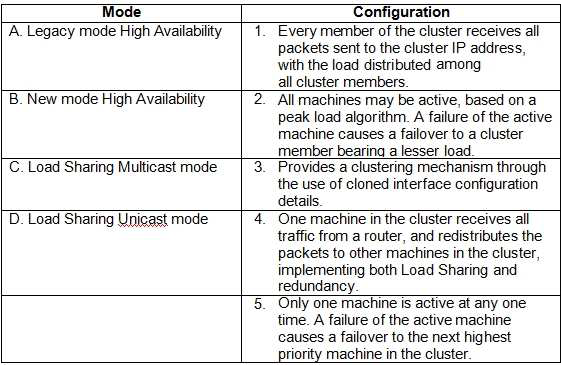 Mode
Configuration
A. Legacy mode High Availability
1. Every member of the cluster receives all
packets sent to the cluster IP address,
with the load distributed among
all cluster members.
B. New mode High Availability
2. All machines may be active, based on a
peak load algorithm. A failure of the active
machine causes a failover to a cluster
member bearing a lesser load.
C. Load Sharing Multicast mode
3. Provides a clustering mechanism through
the use of cloned interface configuration
details.
D. Load Sharing Unicast mode
4. One machine in the cluster receives all
traffic from a router, and redistributes the
packets to other machines in the cluster,
implementing both Load Sharing and
redundancy.
5. Only one machine is active at any one
time. A failure of the active machine
causes a failover to the next highest
priority machine in the cluster.